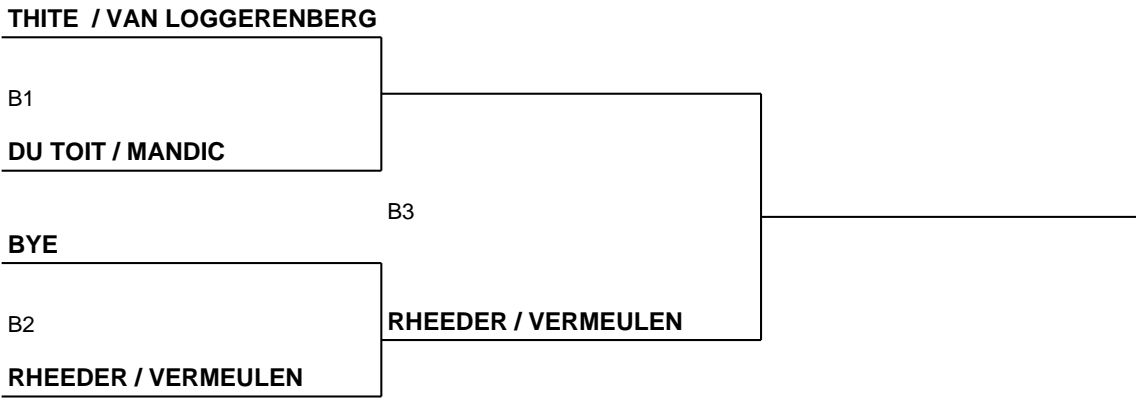 THITE / VAN LOGGERENBERG
B1
DU TOIT / MANDIC
B3
BYE
B2
RHEEDER / VERMEULEN
RHEEDER / VERMEULEN